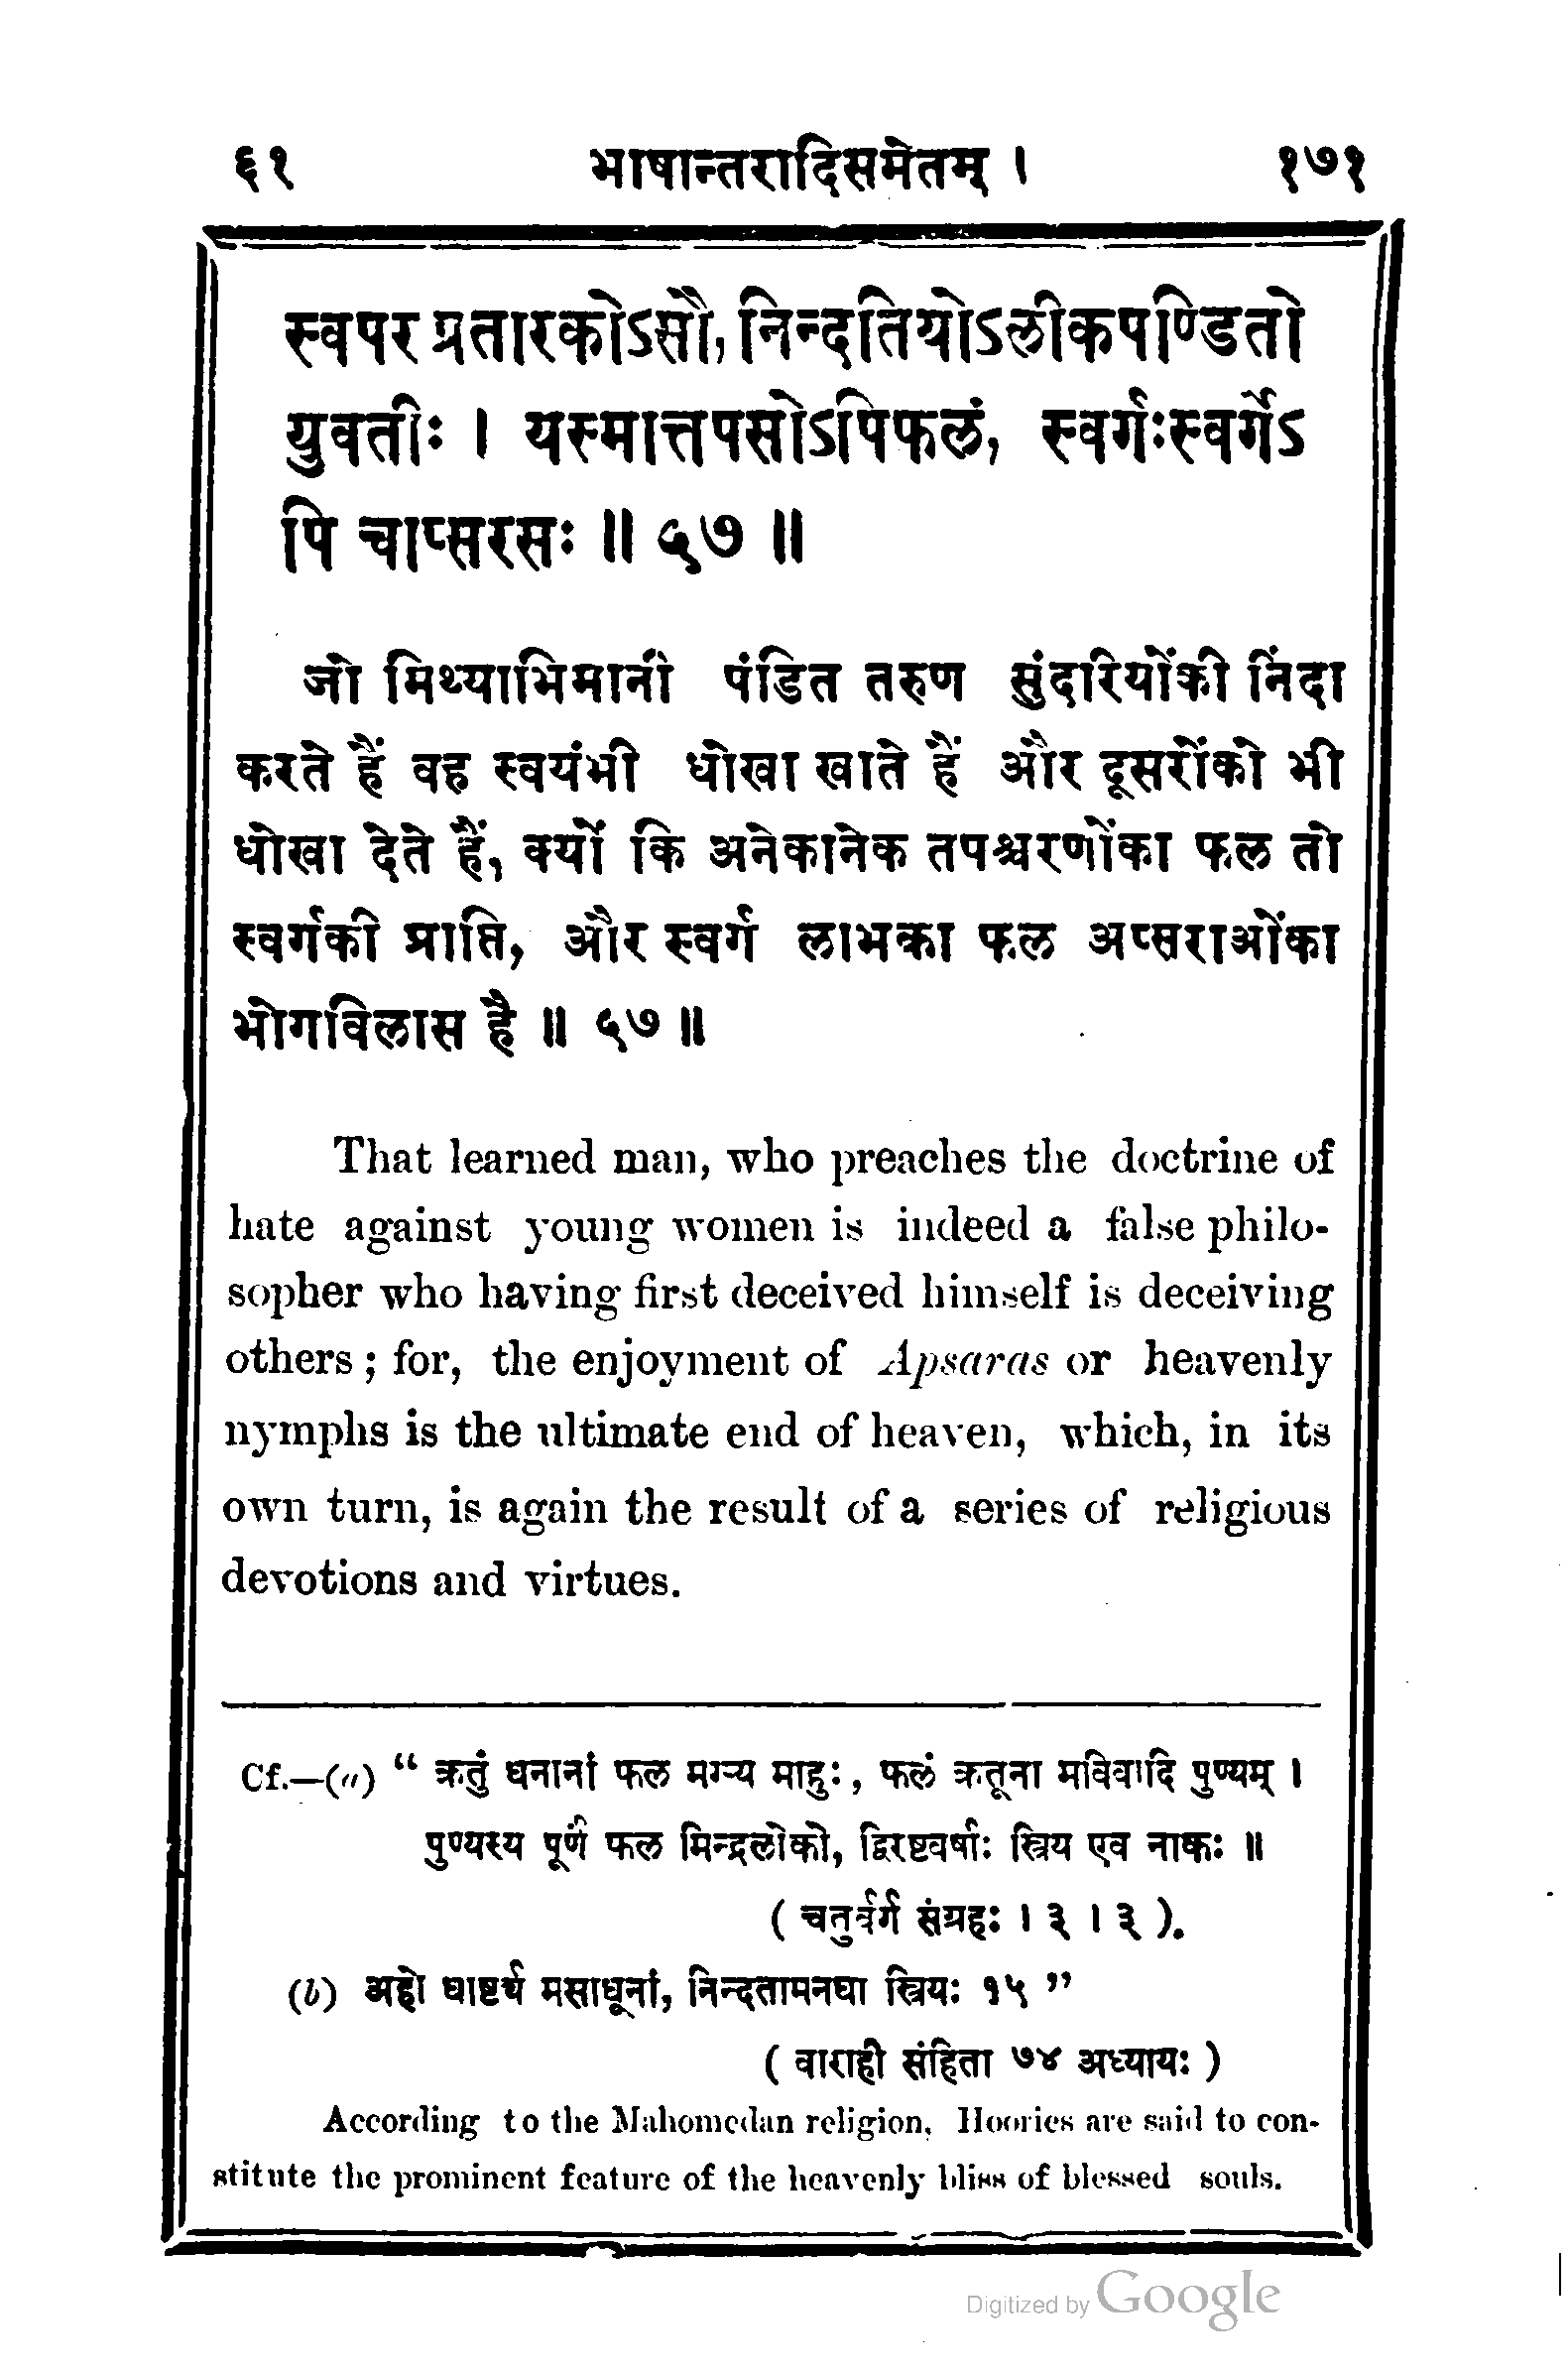 ६१ भाषान्तरादिसमेतम् । १७१
स्वपर प्रतारकोऽसौ, निन्दतियोऽलीकपण्डितो
युवतीः । यस्मात्तपसोऽपिफलं, स्वर्गःस्वर्गेऽ
पि चाप्सरसः ॥ ५७ ॥
जो मिथ्याभिमानी पंडित तरुण सुंदारियोंकी निंदा
करते हैं वह स्वयंभी धोखा खाते हैं और दूसरोंको भी
धोखा देते हैं, क्यों कि अनेकानेक तपश्चरणोंका फल तो
स्वर्गकी प्राप्ति, और स्वर्ग लाभका फल अप्सराओंका
भोगविलास है ॥ ५७ ॥
That learned man, who preaches the doctrine of
hate against young women is indeed a false philo-
sopher who having first deceived himself is deceiving
others ; for, the enjoyment of Apsaras or heavenly
nymphs is the ultimate end of heaven, which, in its
own turn, is again the result of a series of religious
devotions and virtues.
Cf.—(a) “ क्रतुं धनानां फल मग्र्य माहुः, फलं क्रतूना मविवादि पुण्यम् ।
पुण्यस्य पूर्णं फल मिन्द्रलोको, द्विरष्टवर्षाः स्त्रिय एव नाकः ॥
( चतुर्वर्ग संग्रहः । ३ । ३ ).
(b) अहो धार्ष्ट्य मसाधूनां, निन्दतामनघा स्त्रियः १५ ”
( वाराही संहिता ७४ अध्यायः )
According to the Mahomedan religion, Hoories are said to con-
stitute the prominent feature of the heavenly bliss of blessed souls.
Digitized by Google